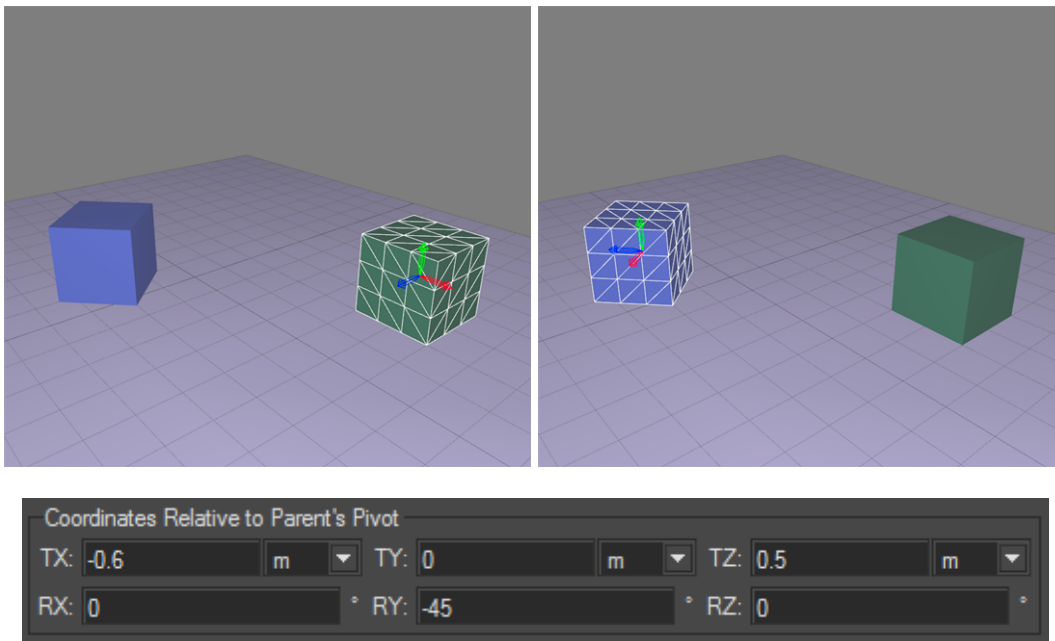 Coordinates Relative to Parent's Pivot
TX: -0.6 m TY: 0 m TZ: 0.5 m
RX: 0 ° RY: -45 ° RZ: 0 °